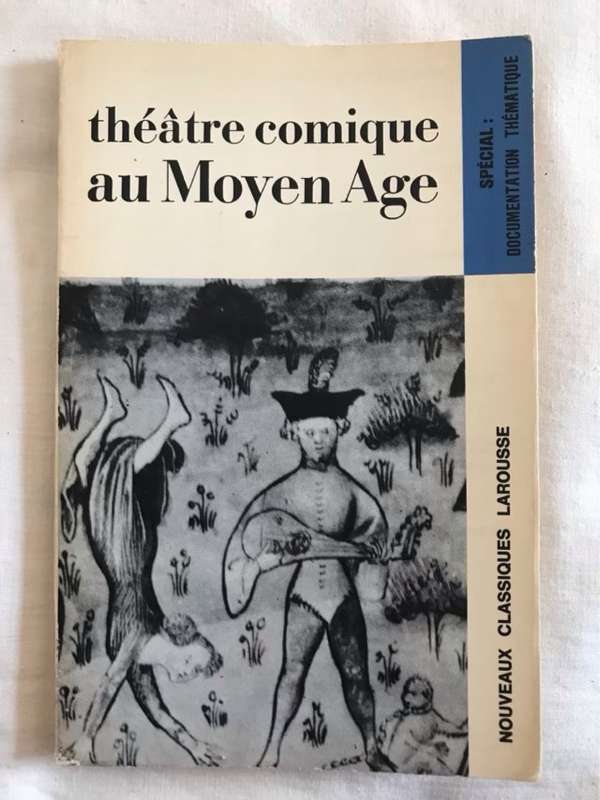 théâtre comique
au Moyen Age
SPÉCIAL :
DOCUMENTATION THÉMATIQUE
NOUVEAUX CLASSIQUES LAROUSSE